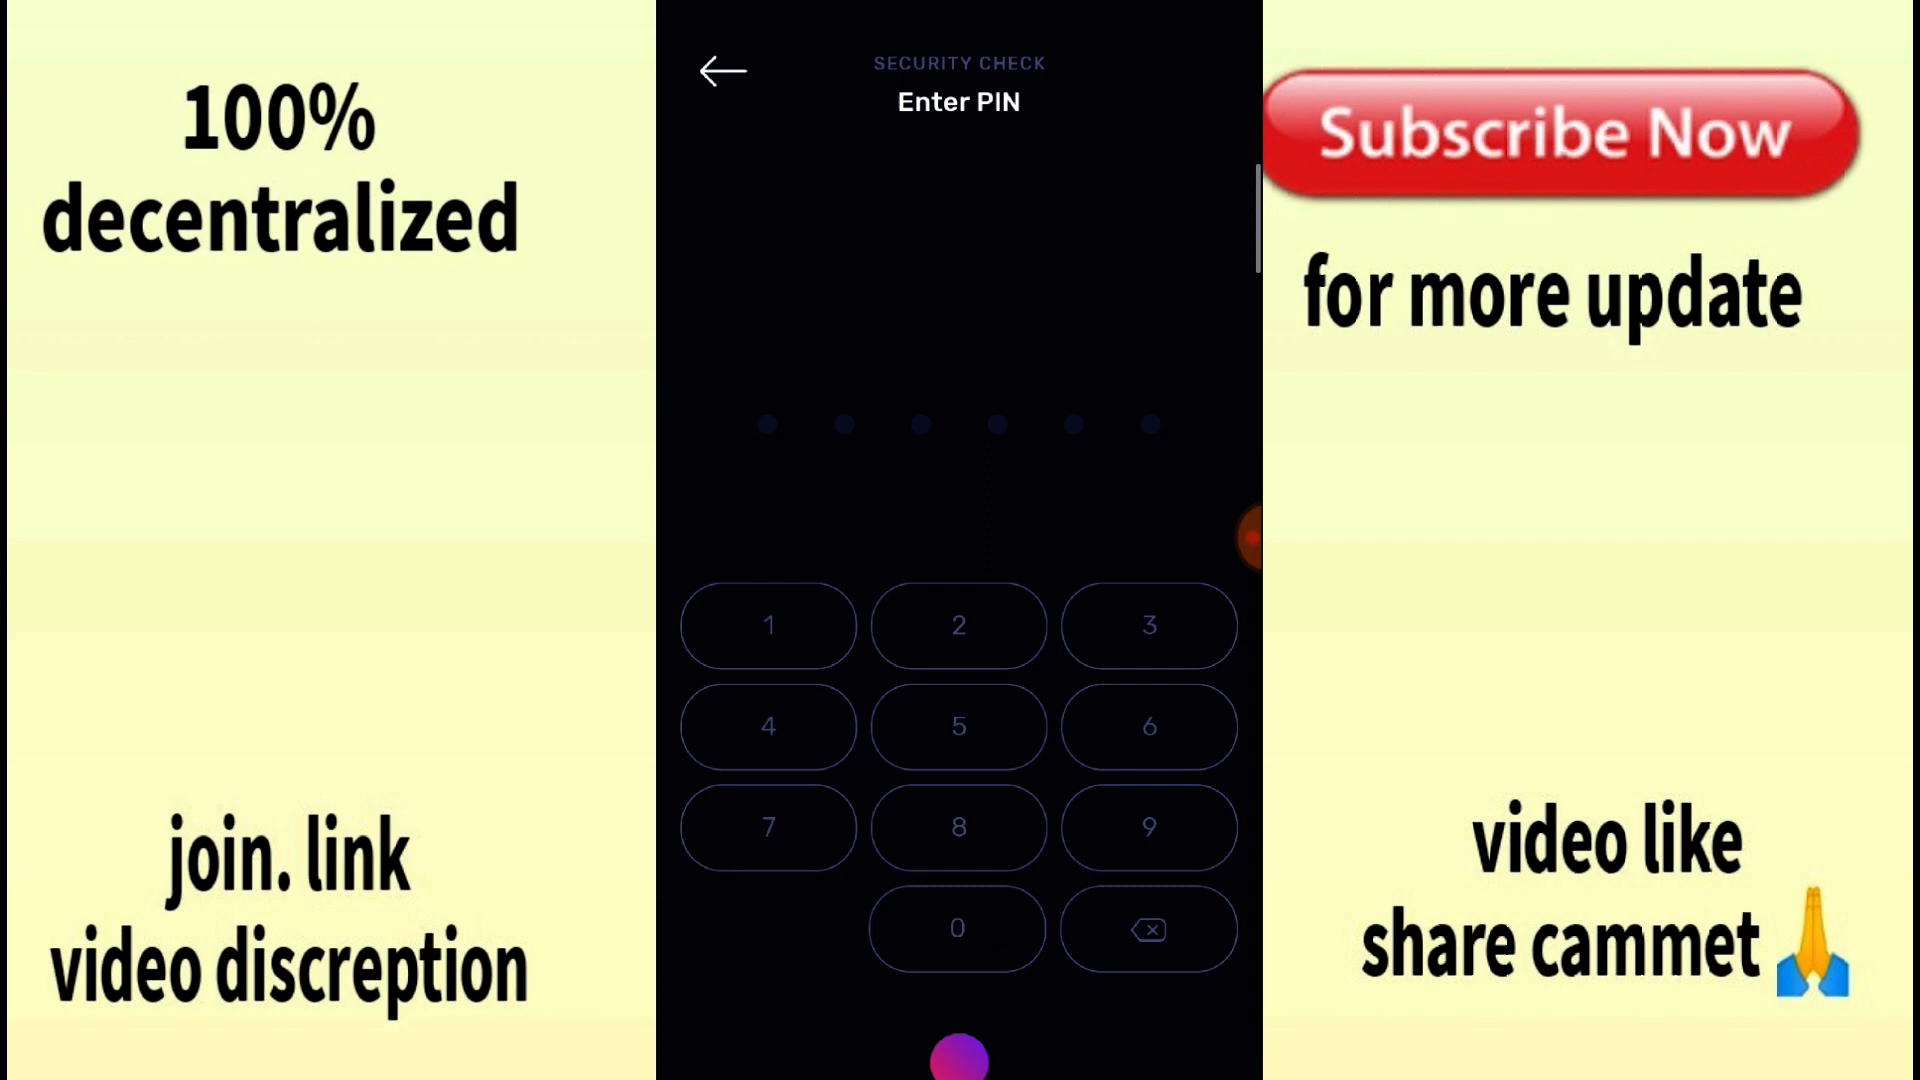 100%
decentralized
join. link
video discreption
SECURITY CHECK
Enter PIN
1 2 3
4 5 6
7 8 9
0
Subscribe Now
for more update
video like
share cammet